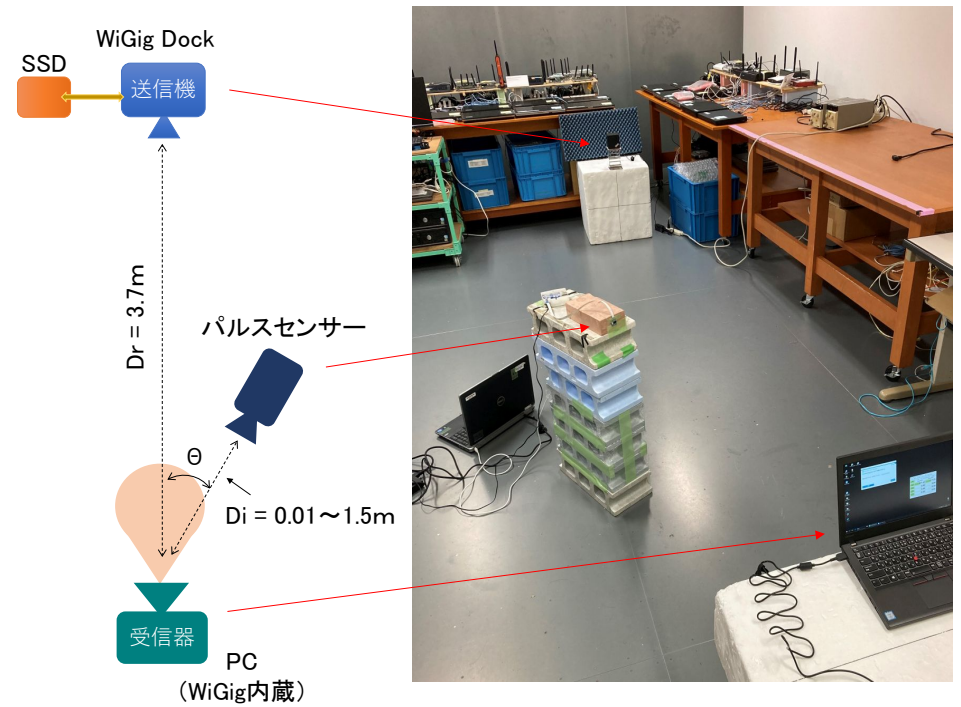 WiGig Dock
SSD
送信機
Dr = 3.7m
パルスセンサー
Θ
Di = 0.01～1.5m
受信器
PC
（WiGig内蔵）